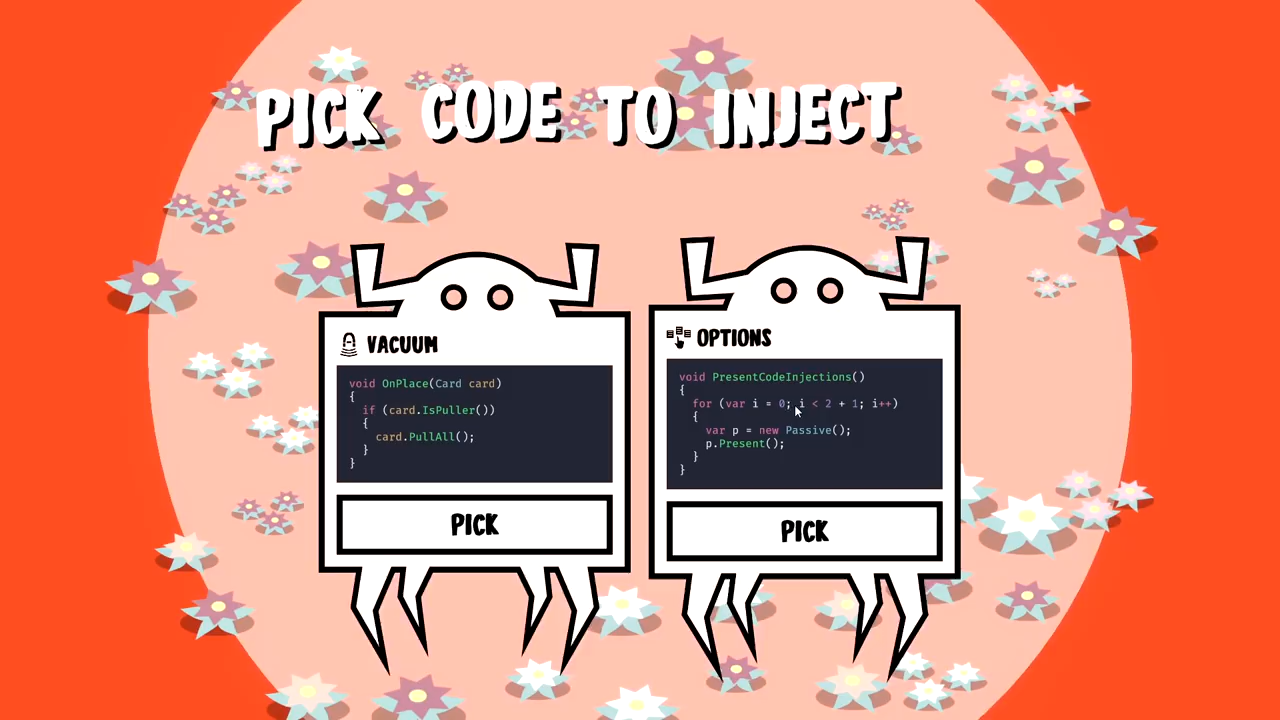 PICK CODE TO INJECT
VACUUM
void OnPlace(Card card)
{
if (card.IsPuller())
{
card.PullAll();
}
}
PICK
OPTIONS
void PresentCodeInjections()
{
for (var i = 0; i < 2 + 1; i++)
{
var p = new Passive();
p.Present();
}
}
PICK